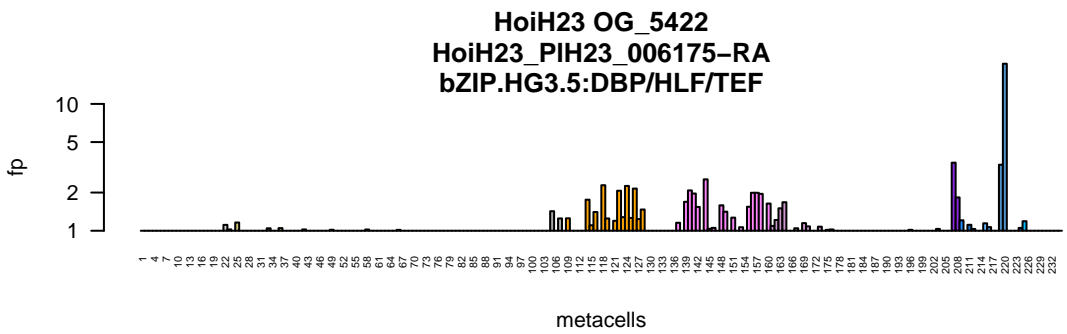 HoiH23 OG_5422
HoiH23_PIH23_006175−RA
bZIP.HG3.5:DBP/HLF/TEF
10
5
2
1
fp
1 4 7 10 13 16 19 22 25 28 31 34 37 40 43 46 49 52 55 58 61 64 67 70 73 76 79 82 85 88 91 94 97 100 103 106 109 112 115 118 121 124 127 130 133 136 139 142 145 148 151 154 157 160 163 166 169 172 175 178 181 184 187 190 193 196 199 202 205 208 211 214 217 220 223 226 229 232
metacells